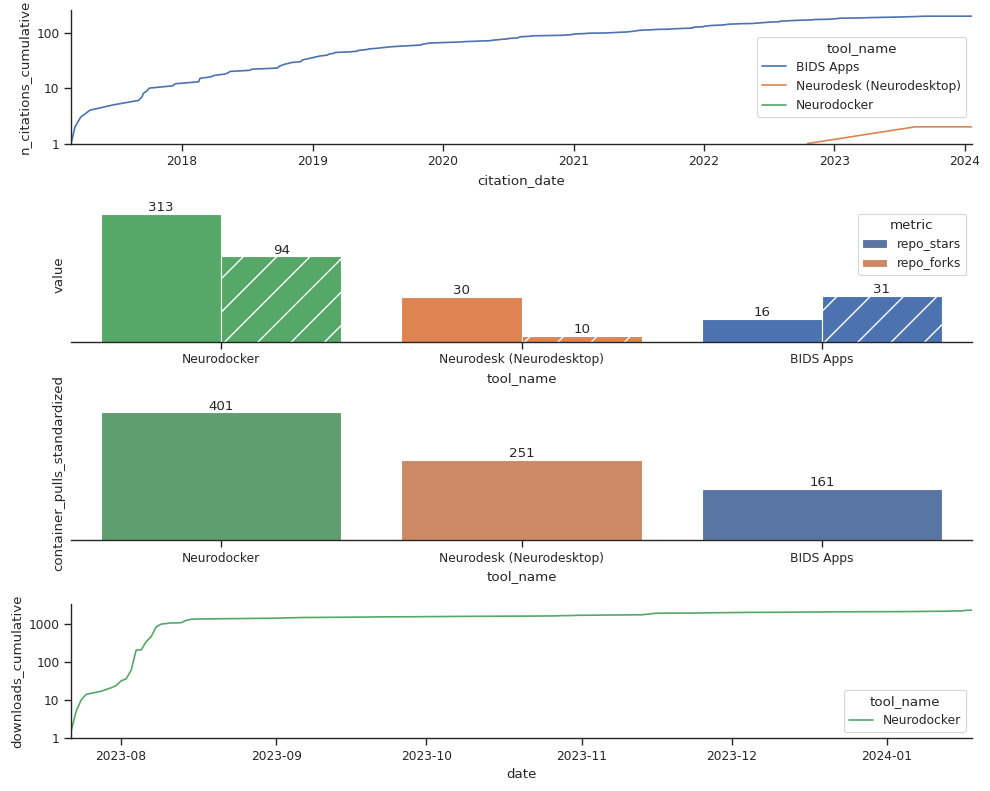 n_citations_cumulative
100
10
1
tool_name
BIDS Apps
Neurodesk (Neurodesktop)
Neurodocker
2018 2019 2020 2021 2022 2023 2024
citation_date
value
313
94
30
10
16
31
metric
repo_stars
repo_forks
Neurodocker Neurodesk (Neurodesktop) BIDS Apps
tool_name
container_pulls_standardized
401
251
161
Neurodocker Neurodesk (Neurodesktop) BIDS Apps
tool_name
downloads_cumulative
1000
100
10
1
tool_name
Neurodocker
2023-08 2023-09 2023-10 2023-11 2023-12 2024-01
date